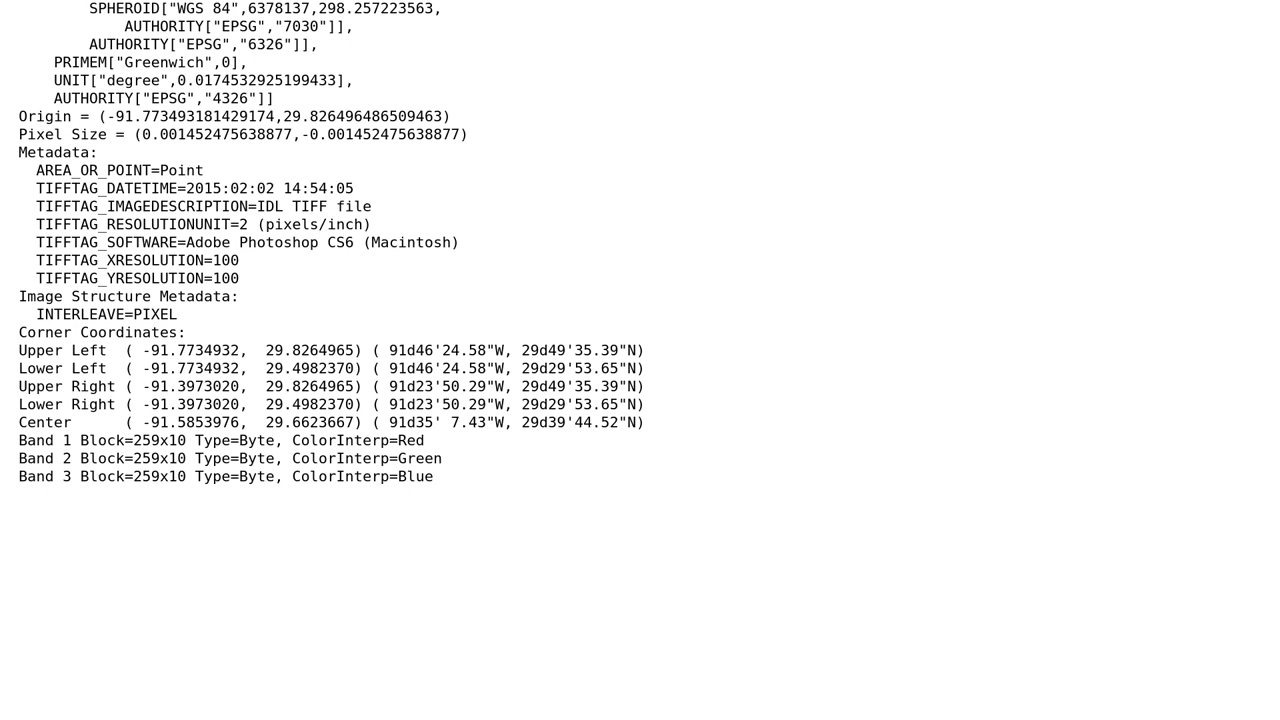 SPHEROID["WGS 84",6378137,298.257223563,
AUTHORITY["EPSG","7030"]],
AUTHORITY["EPSG","6326"]],
PRIMEM["Greenwich",0],
UNIT["degree",0.0174532925199433],
AUTHORITY["EPSG","4326"]]
Origin = (-91.773493181429174,29.826496486509463)
Pixel Size = (0.001452475638877,-0.001452475638877)
Metadata:
AREA_OR_POINT=Point
TIFFTAG_DATETIME=2015:02:02 14:54:05
TIFFTAG_IMAGEDESCRIPTION=IDL TIFF file
TIFFTAG_RESOLUTIONUNIT=2 (pixels/inch)
TIFFTAG_SOFTWARE=Adobe Photoshop CS6 (Macintosh)
TIFFTAG_XRESOLUTION=100
TIFFTAG_YRESOLUTION=100
Image Structure Metadata:
INTERLEAVE=PIXEL
Corner Coordinates:
Upper Left  ( -91.7734932,  29.8264965) ( 91d46'24.58"W, 29d49'35.39"N)
Lower Left  ( -91.7734932,  29.4982370) ( 91d46'24.58"W, 29d29'53.65"N)
Upper Right ( -91.3973020,  29.8264965) ( 91d23'50.29"W, 29d49'35.39"N)
Lower Right ( -91.3973020,  29.4982370) ( 91d23'50.29"W, 29d29'53.65"N)
Center      ( -91.5853976,  29.6623667) ( 91d35' 7.43"W, 29d39'44.52"N)
Band 1 Block=259x10 Type=Byte, ColorInterp=Red
Band 2 Block=259x10 Type=Byte, ColorInterp=Green
Band 3 Block=259x10 Type=Byte, ColorInterp=Blue